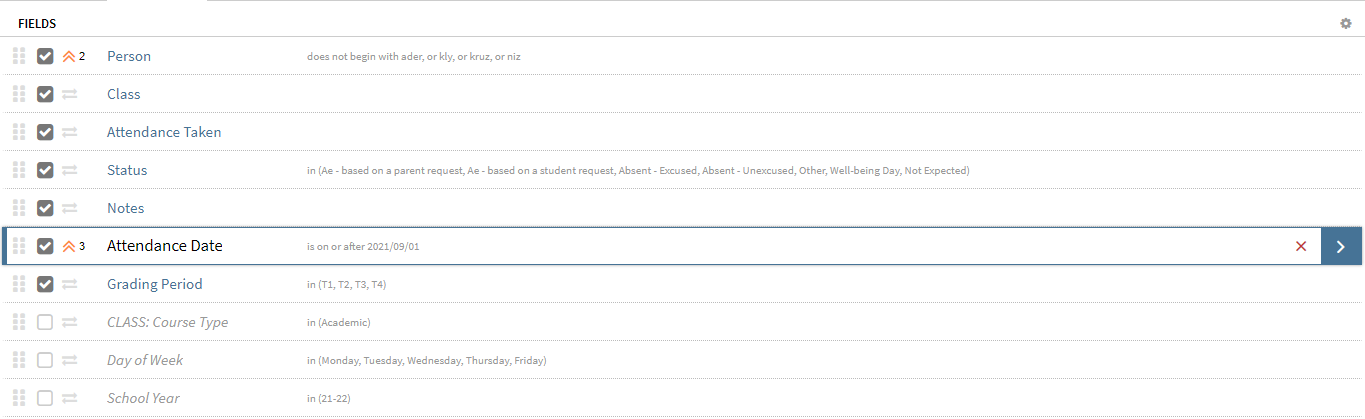 FIELDS
2 Person does not begin with ader, or kly, or kruz, or niz
Class
Attendance Taken
Status in (Ae - based on a parent request, Ae - based on a student request, Absent - Excused, Absent - Unexcused, Other, Well-being Day, Not Expected)
Notes
3 Attendance Date is on or after 2021/09/01
Grading Period in (T1, T2, T3, T4)
CLASS: Course Type in (Academic)
Day of Week in (Monday, Tuesday, Wednesday, Thursday, Friday)
School Year in (21-22)